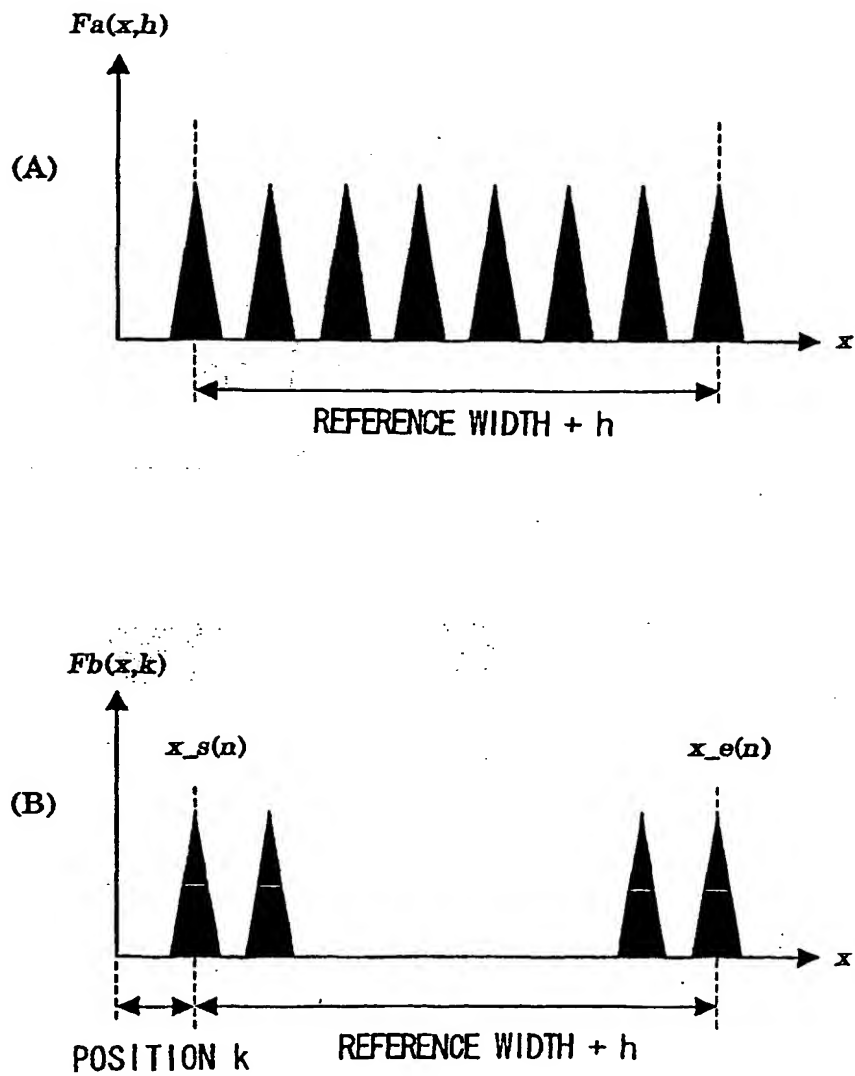 Fa(x,h)
(A)
x
REFERENCE WIDTH + h
Fb(x,k)
x_s(n)
x_e(n)
(B)
x
POSITION k
REFERENCE WIDTH + h